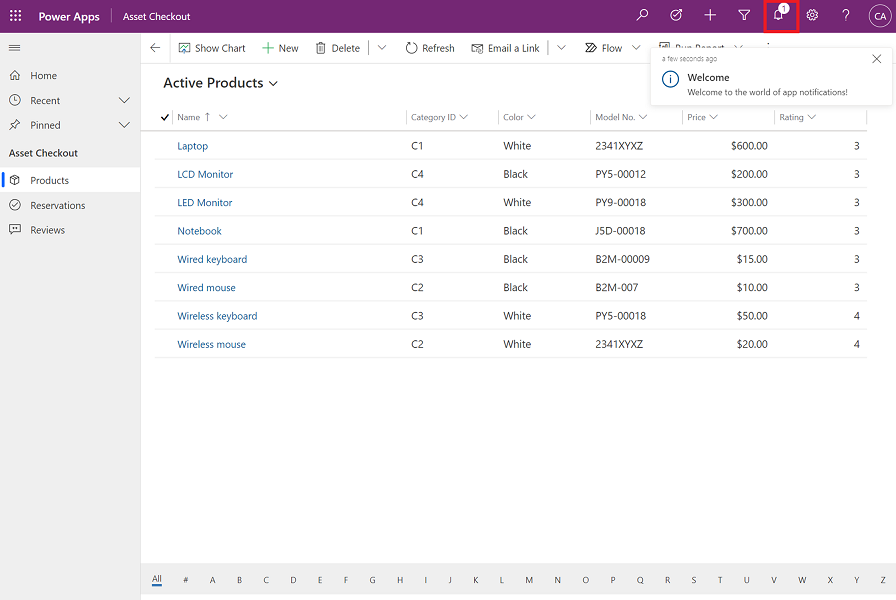 Power Apps Asset Checkout 1 ? CA
Show Chart New Delete Refresh Email a Link Flow Run Report
a few seconds ago
Welcome
Welcome to the world of app notifications!
Home
Recent
Pinned
Asset Checkout
Products
Reservations
Reviews
Active Products
Name ↑ Category ID Color Model No. Price Rating
Laptop C1 White 2341XYXZ $600.00 3
LCD Monitor C4 Black PY5-00012 $200.00 3
LED Monitor C4 White PY9-00018 $300.00 3
Notebook C1 Black J5D-00018 $700.00 3
Wired keyboard C3 Black B2M-00009 $15.00 3
Wired mouse C2 Black B2M-007 $10.00 3
Wireless keyboard C3 White PY5-00018 $50.00 4
Wireless mouse C2 White 2341XYXZ $20.00 4
All # A B C D E F G H I J K L M N O P Q R S T U V W X Y Z